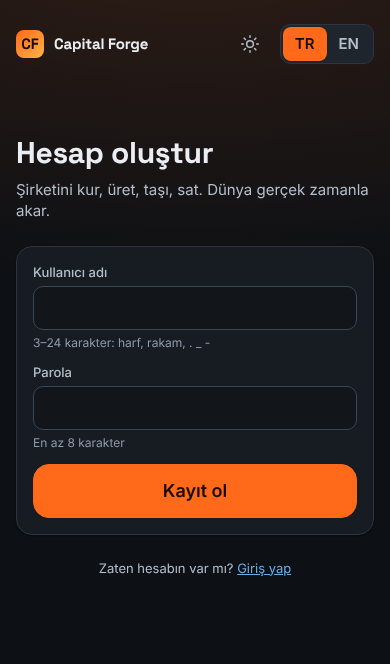 CF Capital Forge TR EN
Hesap oluştur
Şirketini kur, üret, taşı, sat. Dünya gerçek zamanla
akar.
Kullanıcı adı
3–24 karakter: harf, rakam, . _ -
Parola
En az 8 karakter
Kayıt ol
Zaten hesabın var mı? Giriş yap